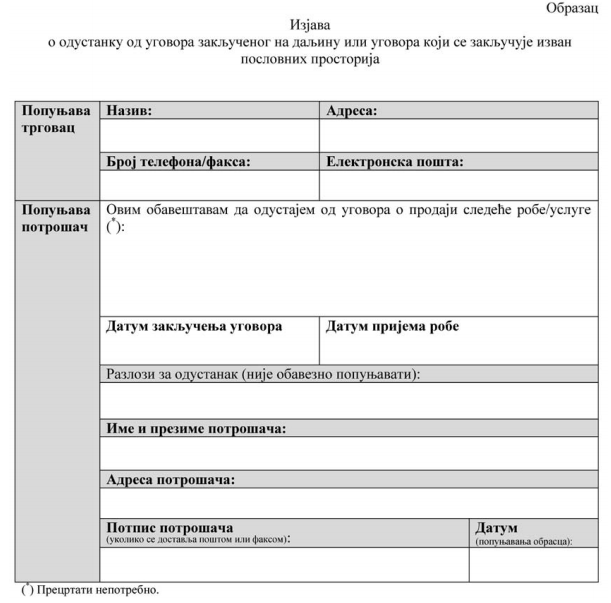 Образац
Изјава
о одустанку од уговора закљученог на даљину или уговора који се закључује изван
пословних просторија
Попуњава
трговац
Назив:
Адреса:
Број телефона/факса:
Електронска пошта:
Попуњава
потрошач
Овим обавештавам да одустајем од уговора о продаји следеће робе/услуге
(*):
Датум закључења уговора
Датум пријема робе
Разлози за одустанак (није обавезно попуњавати):
Име и презиме потрошача:
Адреса потрошача:
Потпис потрошача
(уколико се доставља поштом или факсом):
Датум
(попуњавања обрасца):
(*) Прецртати непотребно.